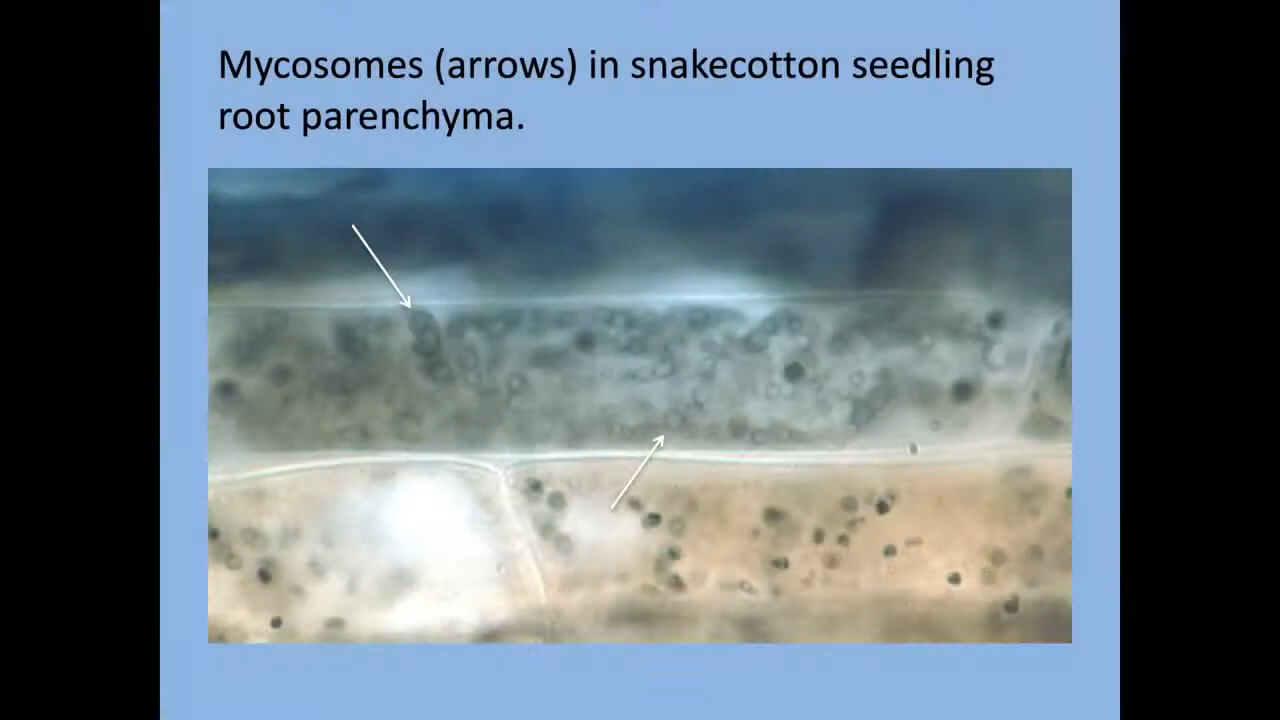 Mycosomes (arrows) in snakecotton seedling
root parenchyma.